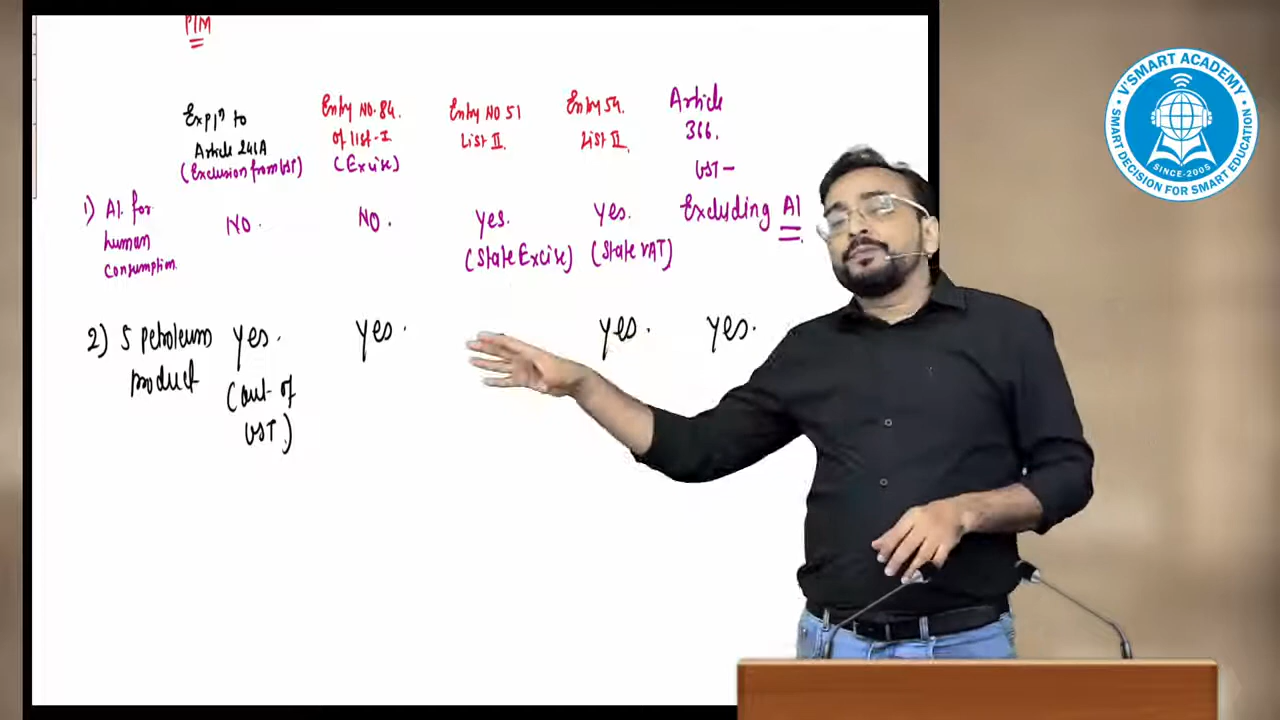 PIM
Expln to
Article 246A
(Exclusion from GST)
Entry No. 84.
of list-I
(Excise)
Entry No 51
List II.
Entry 54.
List II.
Article
366.
GST –
1) Al. for
human
consumption.
NO.
NO.
yes.
(State Excise)
yes.
(State VAT)
Excluding Al
2) 5 petroleum
product
yes.
(out of
GST.)
yes.
yes.
yes.
V'SMART ACADEMY
SINCE-2005
SMART DECISION FOR SMART EDUCATION